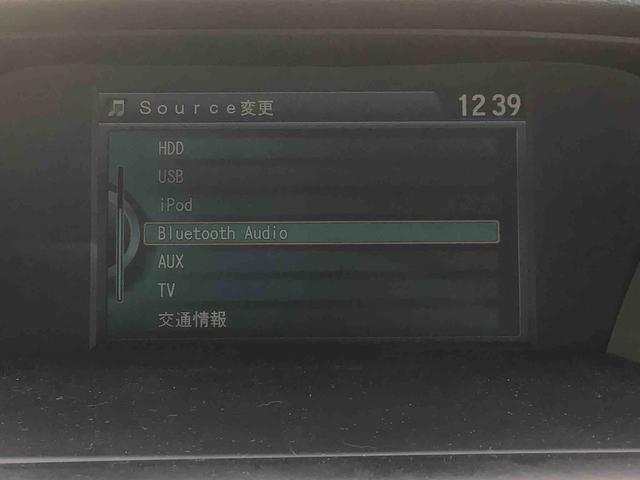 Source変更 12 39
HDD
USB
iPod
Bluetooth Audio
AUX
TV
交通情報